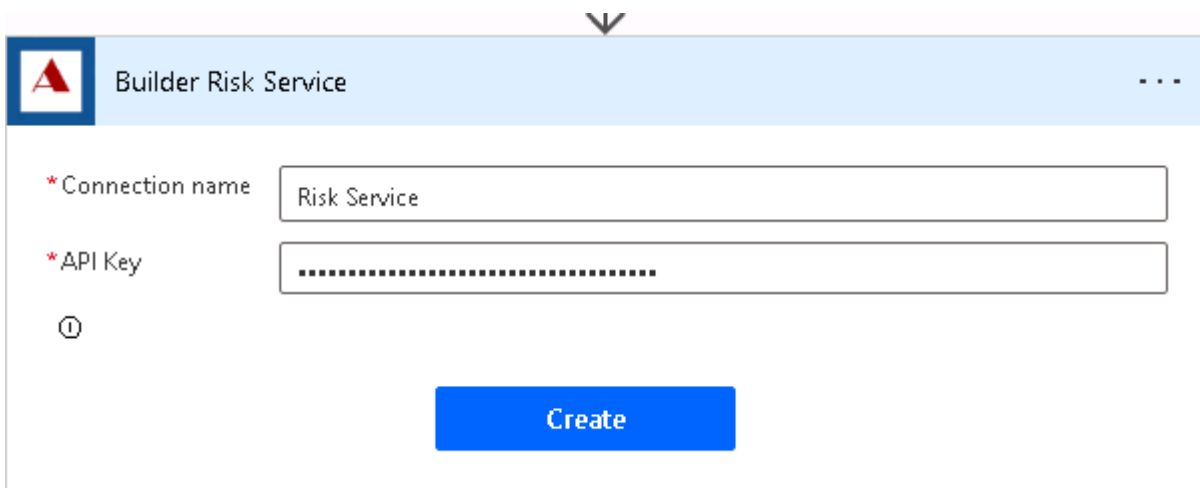 A
Builder Risk Service
...
*Connection name
Risk Service
*API Key
••••••••••••••••••••••••••••••••••••
Create